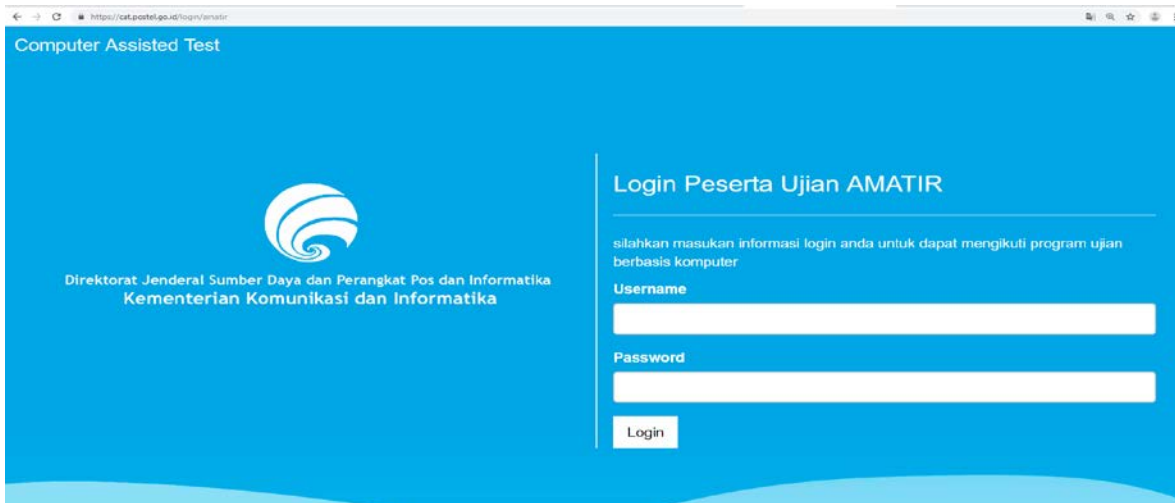 https://cat.postel.go.id/login/amatir
Computer Assisted Test
Direktorat Jenderal Sumber Daya dan Perangkat Pos dan Informatika
Kementerian Komunikasi dan Informatika
Login Peserta Ujian AMATIR
silahkan masukan informasi login anda untuk dapat mengikuti program ujian
berbasis komputer
Username
Password
Login